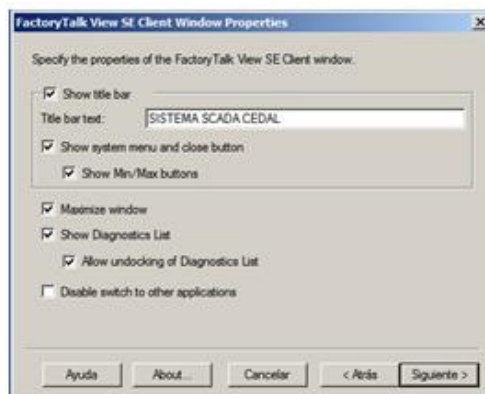 FactoryTalk View SE Client Window Properties
Specify the properties of the FactoryTalk View SE Client window.
Show title bar
Title bar text: SISTEMA SCADA CEDAL
Show system menu and close button
Show Min/Max buttons
Maximize window
Show Diagnostics List
Allow undocking of Diagnostics List
Disable switch to other applications
Ayuda About... Cancelar < Atrás Siguiente >